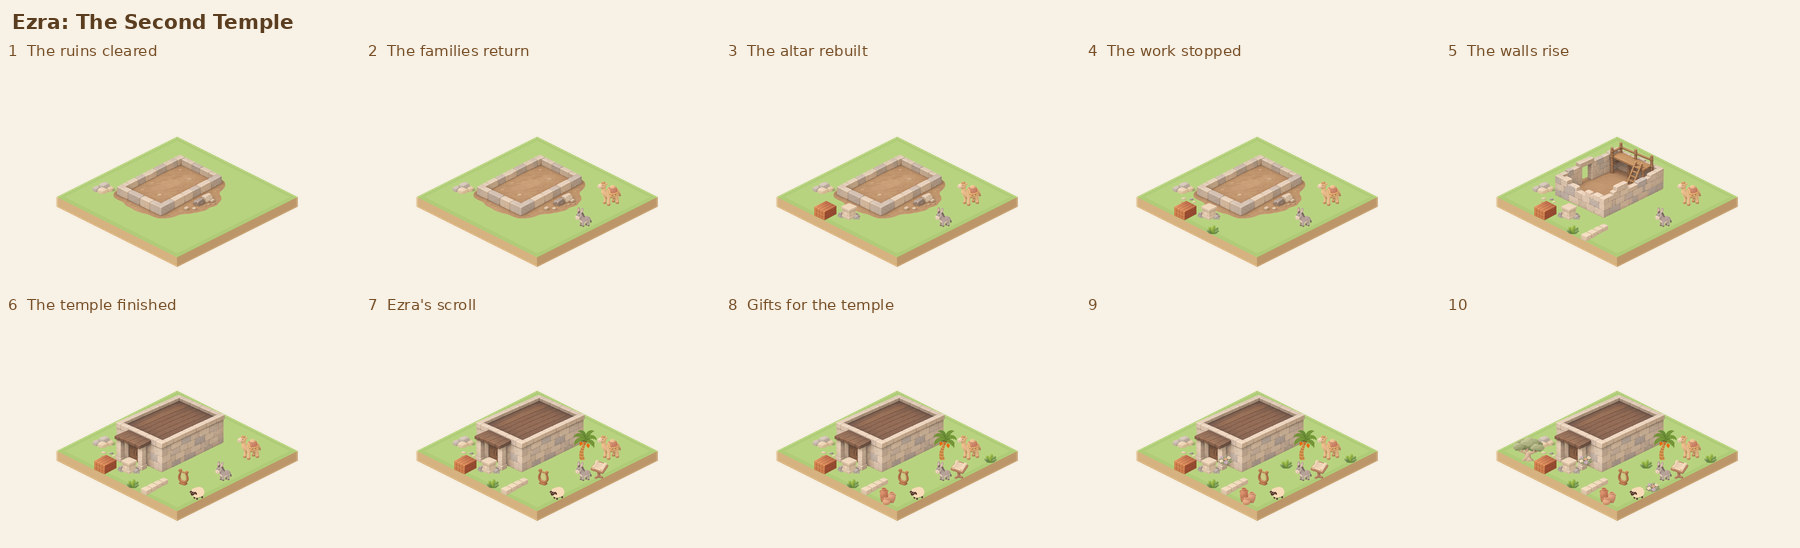 Ezra: The Second Temple
1 The ruins cleared
2 The families return
3 The altar rebuilt
4 The work stopped
5 The walls rise
6 The temple finished
7 Ezra's scroll
8 Gifts for the temple
9
10